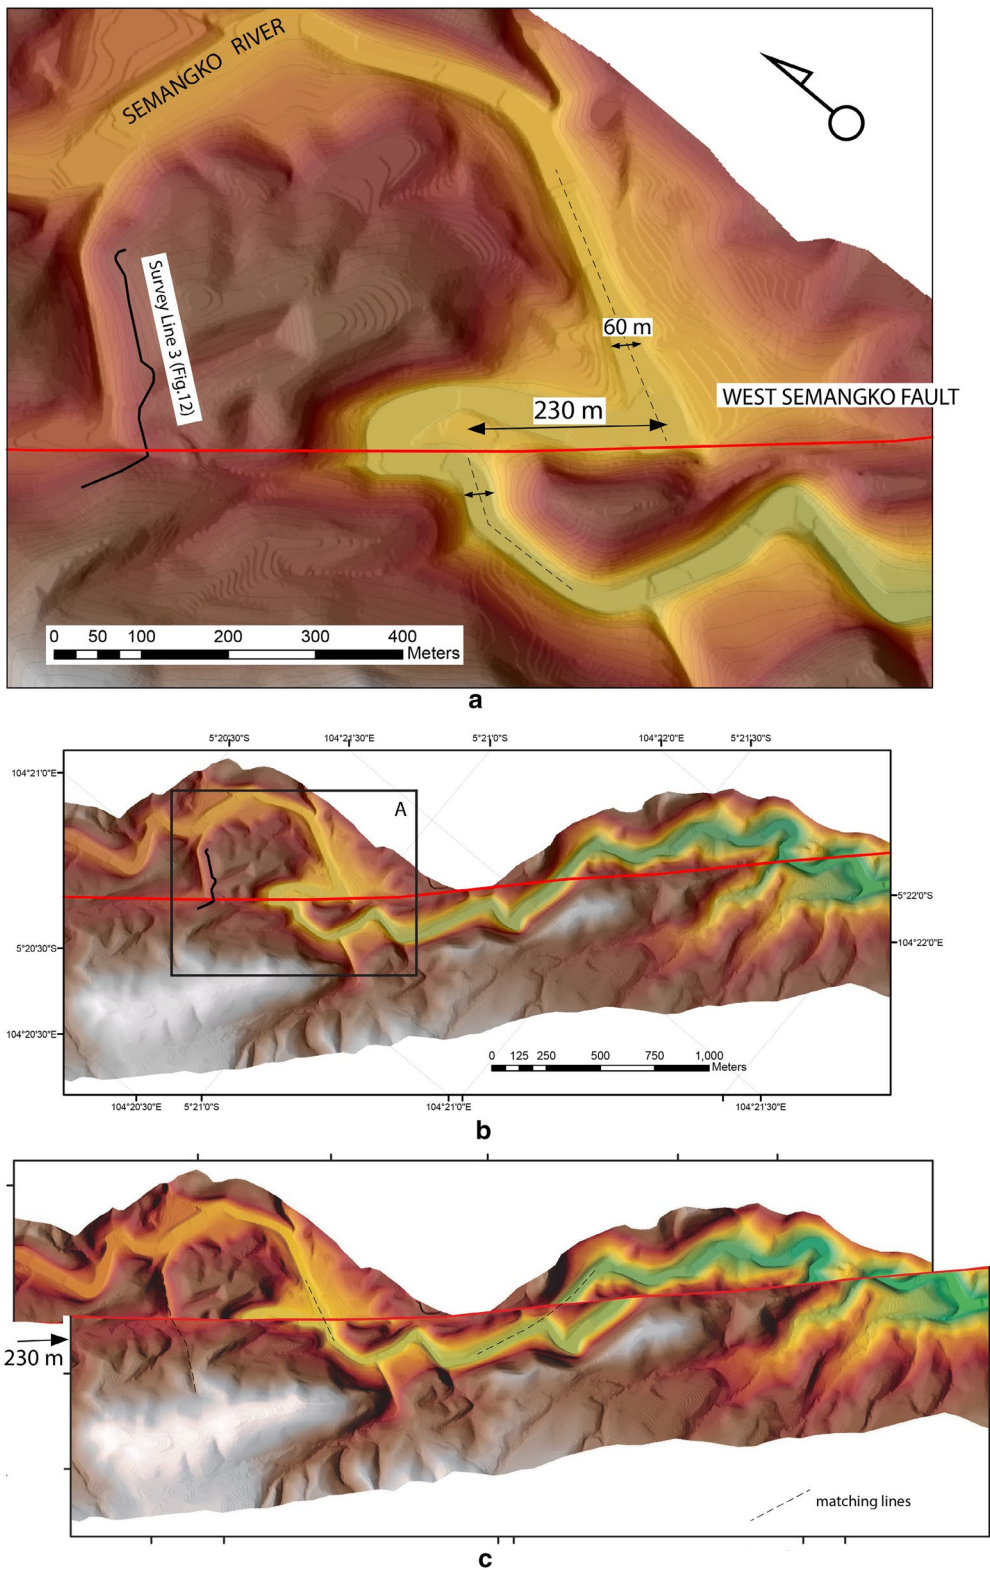 SEMANGKO RIVER
Survey Line 3 (Fig.12)
60 m
WEST SEMANGKO FAULT
230 m
0 50 100 200 300 400
Meters
a
5°20'30"S 104°21'30"E 5°21'0"S 104°22'0"E 5°21'30"S
104°21'0"E
A
5°22'0"S
104°22'0"E
5°20'30"S
104°20'30"E
0 125 250 500 750 1,000
Meters
104°20'30"E 5°21'0"S 104°21'0"E 104°21'30"E
b
230 m
matching lines
c